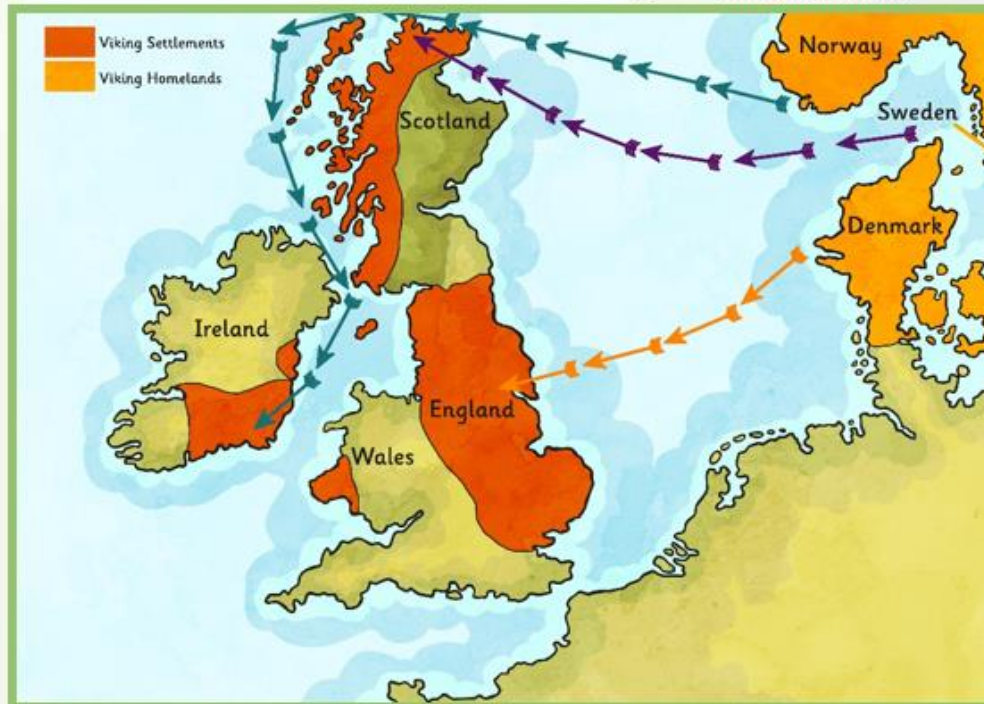 Viking Settlements
Viking Homelands
Norway
Sweden
Scotland
Denmark
Ireland
England
Wales